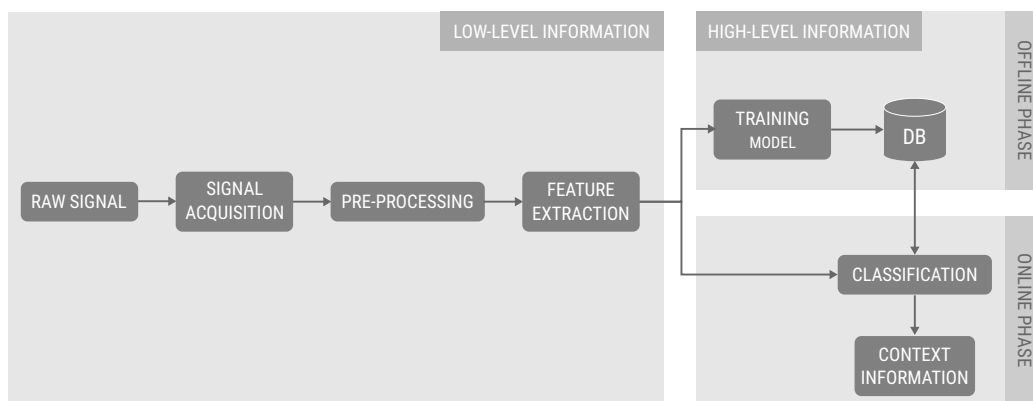 LOW-LEVEL INFORMATION
HIGH-LEVEL INFORMATION
OFFLINE PHASE
TRAINING
MODEL
DB
RAW SIGNAL
SIGNAL
ACQUISITION
PRE-PROCESSING
FEATURE
EXTRACTION
ONLINE PHASE
CLASSIFICATION
CONTEXT
INFORMATION